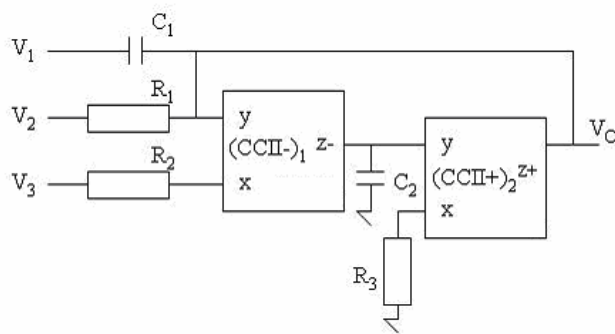 C1
V1
R1
V2
y
(CCII-)1 z-
R2
V3
x
C2
y
(CCII+)2 z+
x
VO
R3